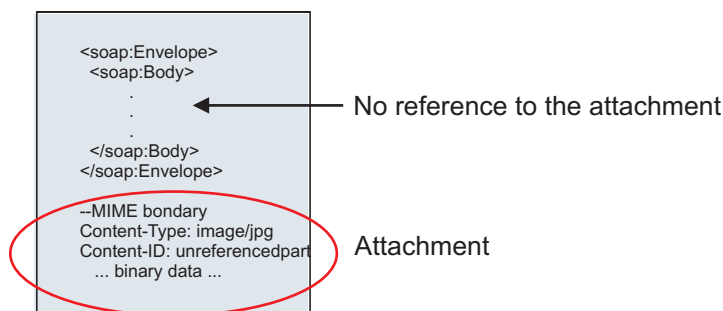 <soap:Envelope>
<soap:Body>
.
.
.
</soap:Body>
</soap:Envelope>
No reference to the attachment
--MIME bondary
Content-Type: image/jpg
Content-ID: unreferencedpart
... binary data ...
Attachment